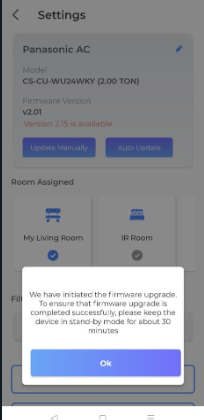 Settings
Panasonic AC
Model
CS-CU-WU24WKY (2.00 TON)
Firmware Version
v2.01
Version 2.15 is available
Update Manually
Auto Update
Room Assigned
My Living Room
IR Room
We have initiated the firmware upgrade.
To ensure that firmware upgrade is
completed successfully, please keep the
device in stand-by mode for about 30
minutes
Ok